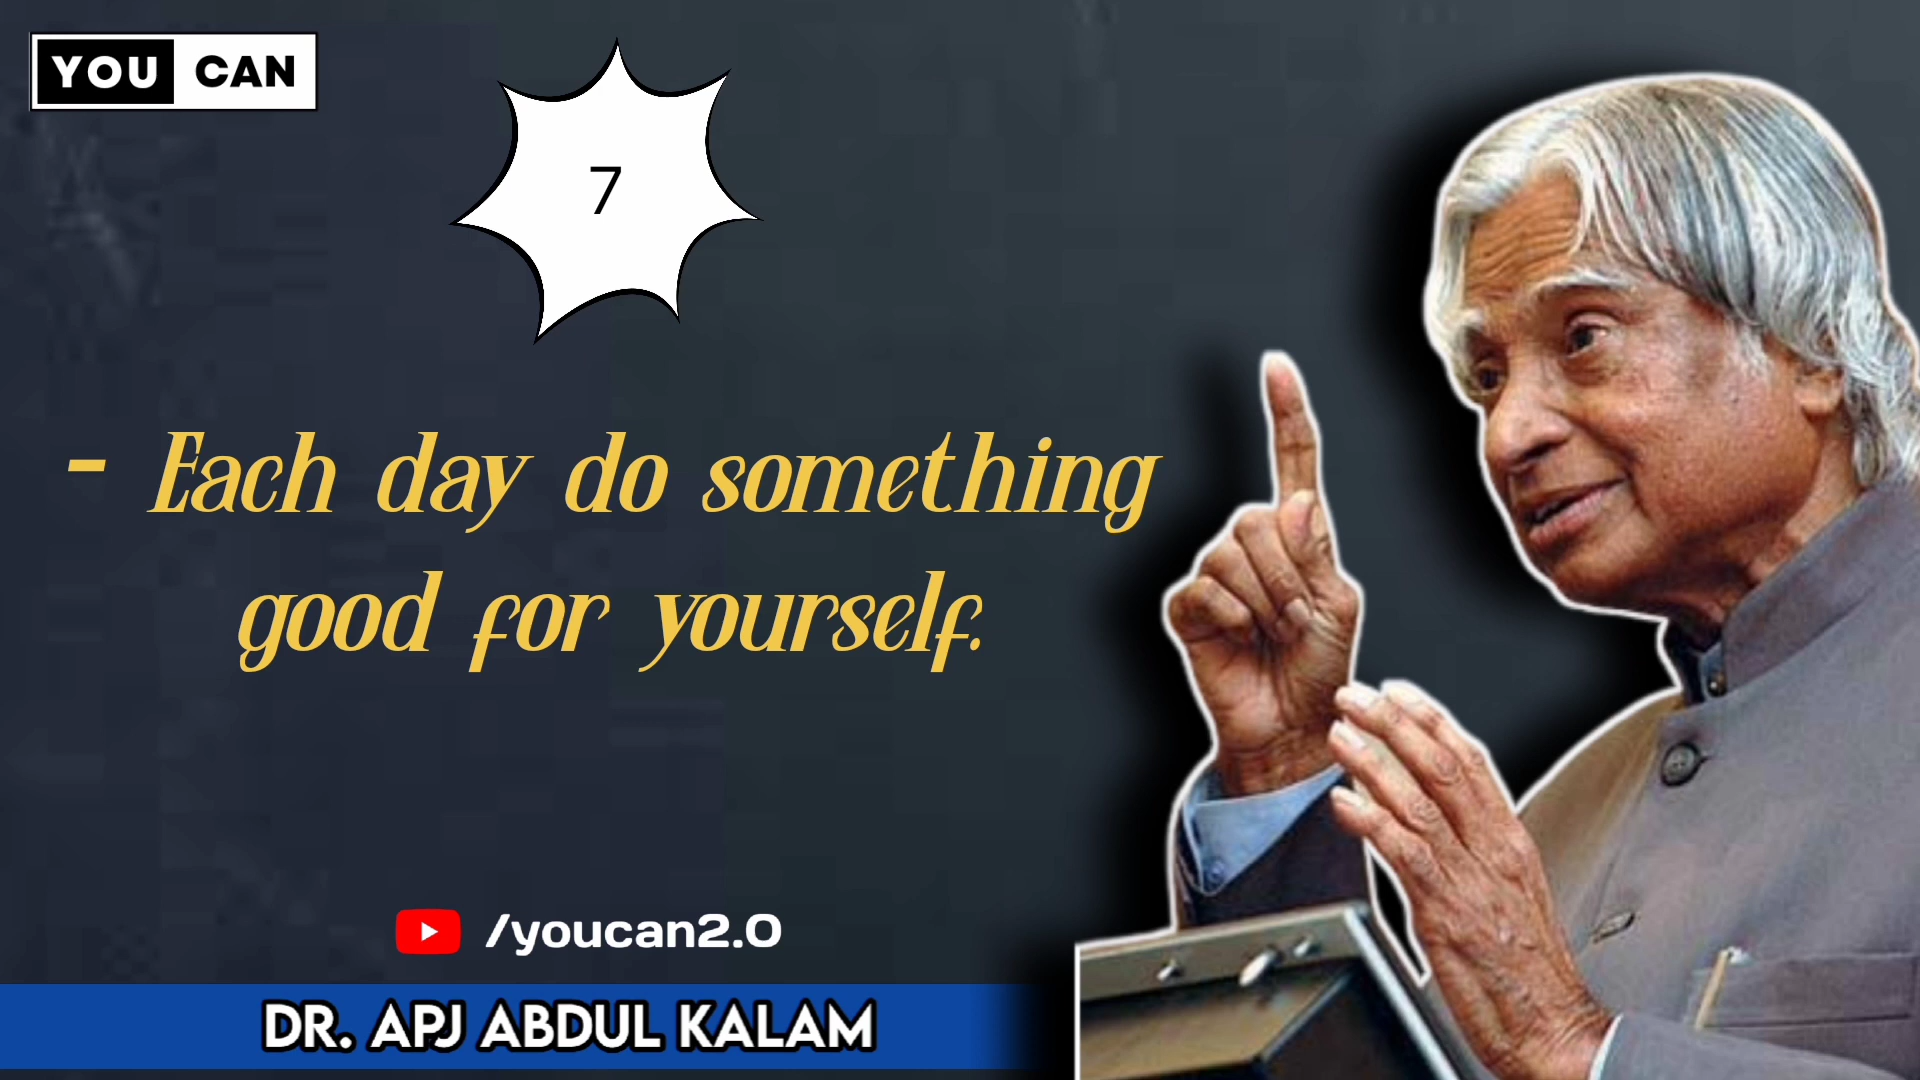 YOU CAN
7
- Each day do something
good for yourself.
/youcan2.0
DR. APJ ABDUL KALAM